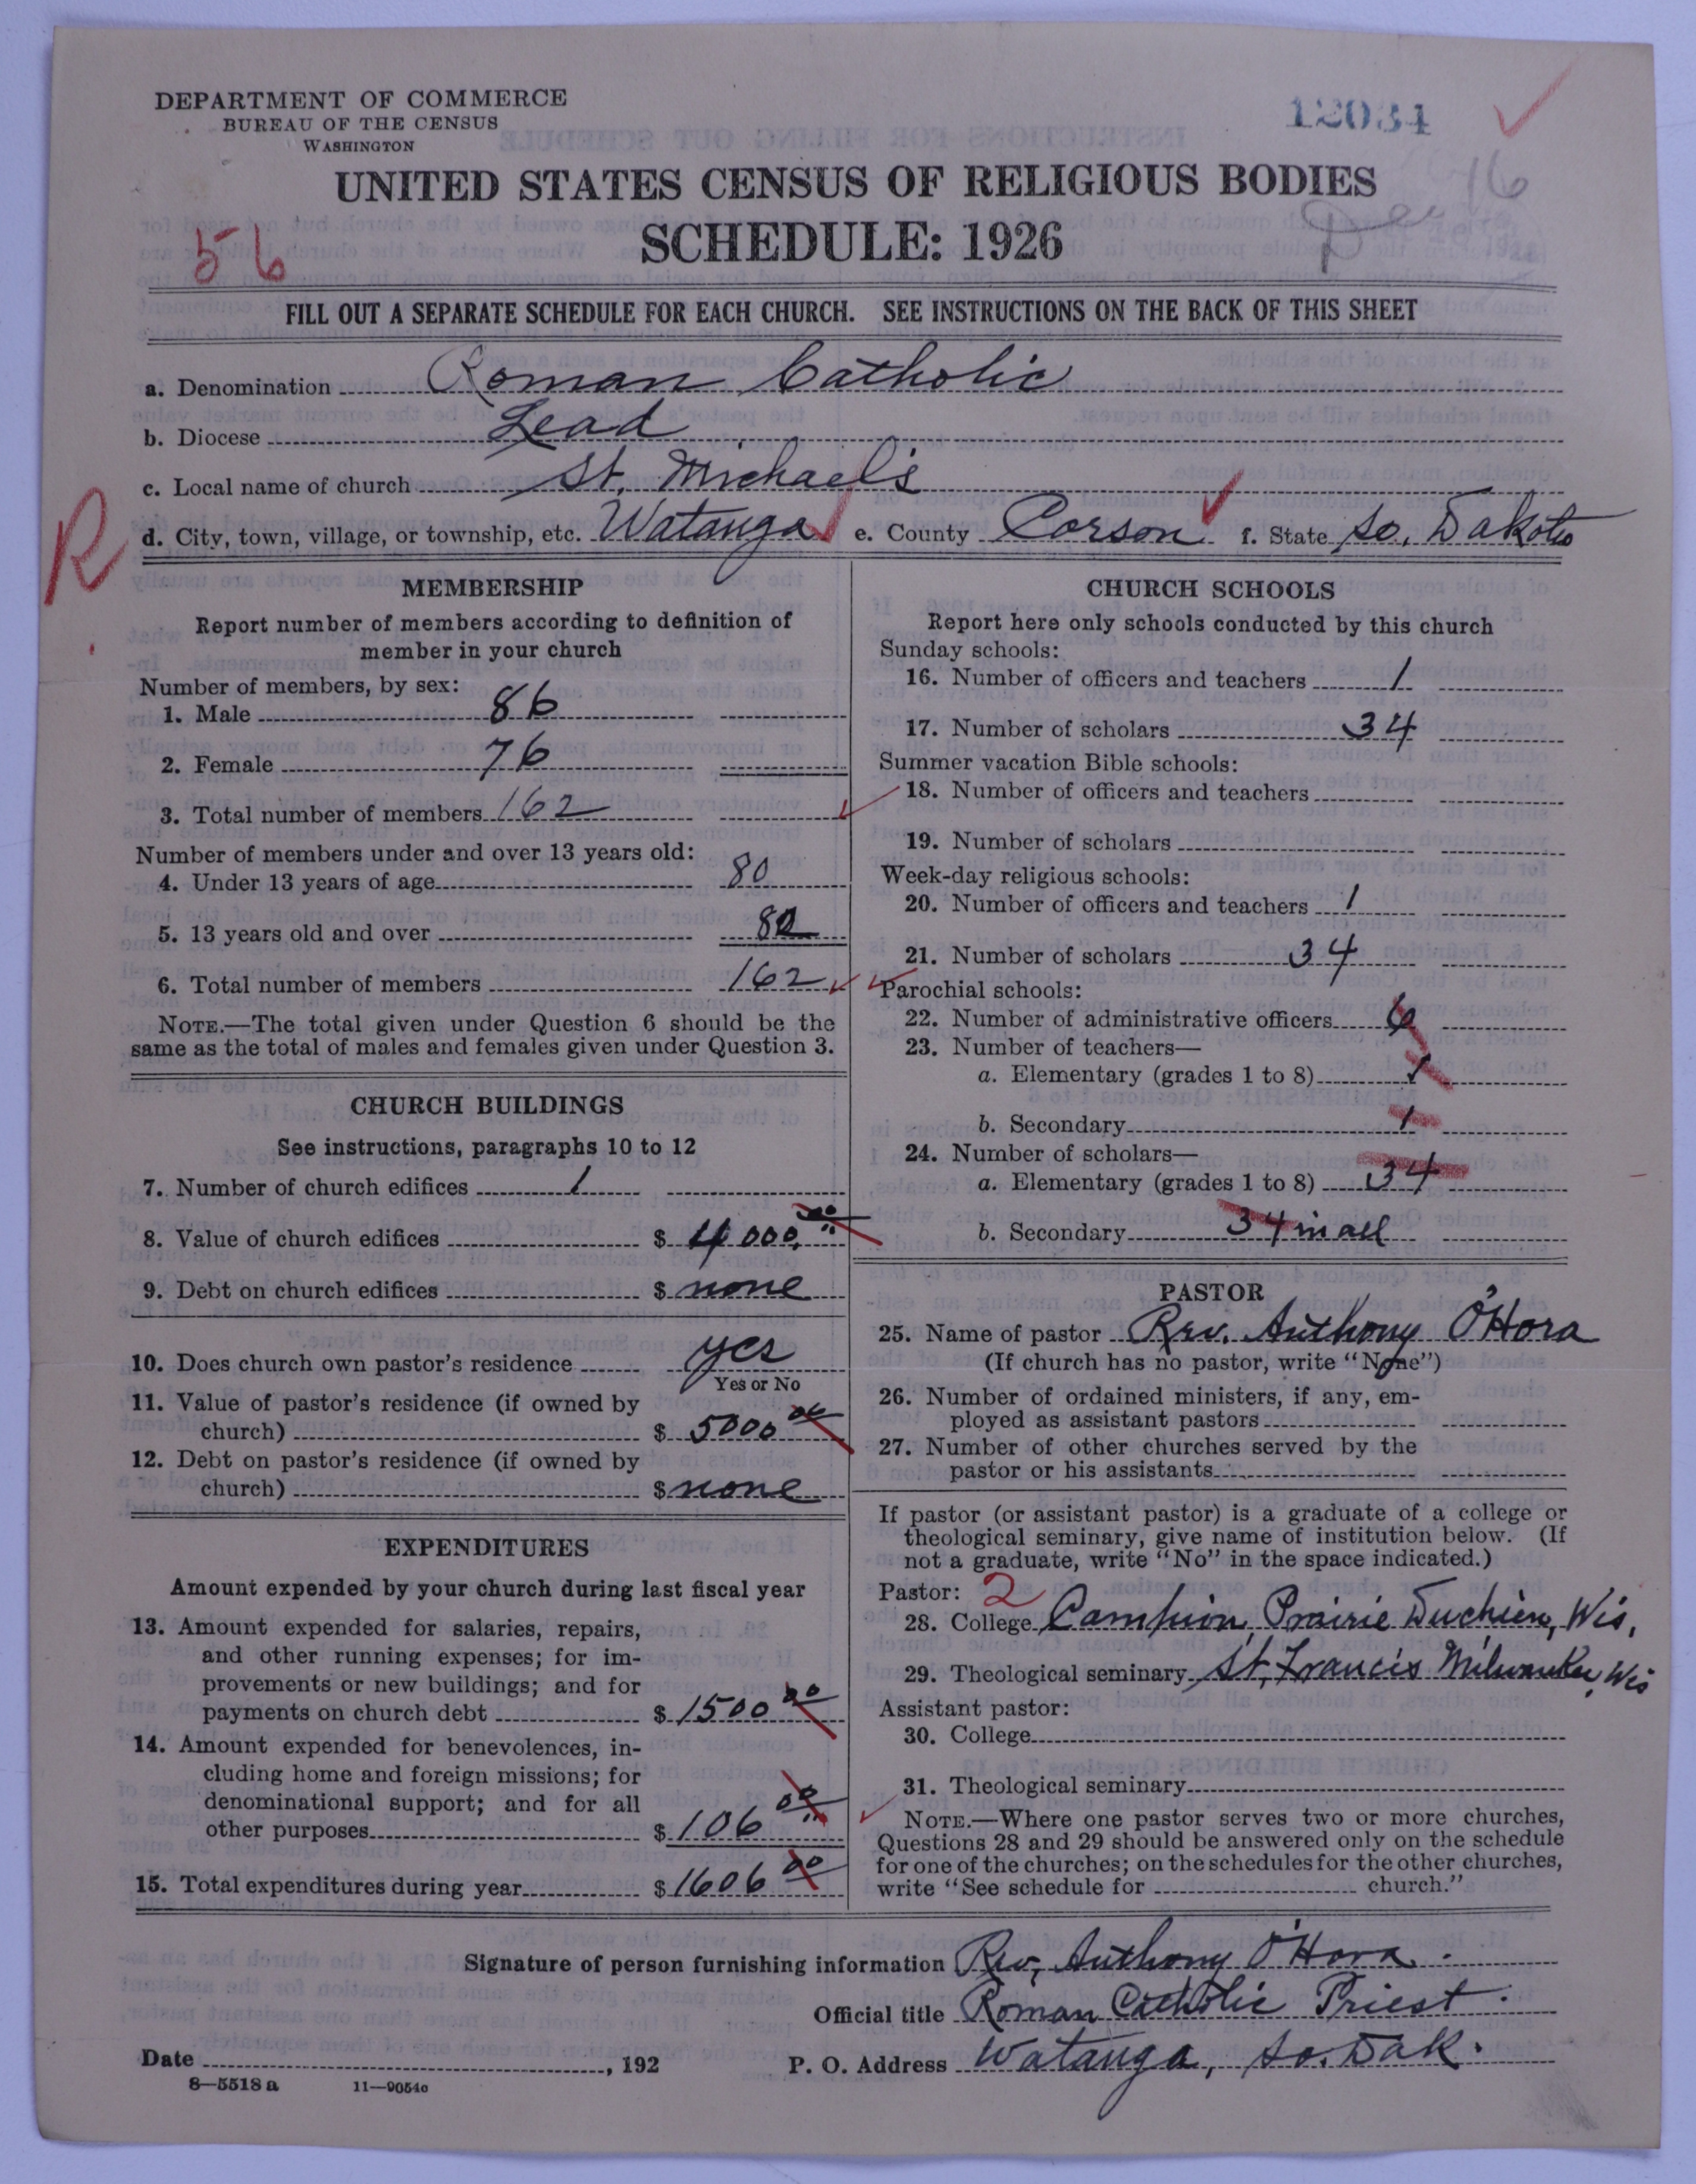 DEPARTMENT OF COMMERCE
BUREAU OF THE CENSUS
WASHINGTON
12034
UNITED STATES CENSUS OF RELIGIOUS BODIES
SCHEDULE: 1926
56
FILL OUT A SEPARATE SCHEDULE FOR EACH CHURCH. SEE INSTRUCTIONS ON THE BACK OF THIS SHEET
a. Denomination Roman Catholic
b. Diocese Lead
c. Local name of church St. Michael's
R
d. City, town, village, or township, etc. Watauga e. County Corson f. State So. Dakota
MEMBERSHIP
Report number of members according to definition of
member in your church
Number of members, by sex:
1. Male 86
2. Female 76
3. Total number of members 162
Number of members under and over 13 years old:
4. Under 13 years of age 80
5. 13 years old and over 82
6. Total number of members 162
NOTE.—The total given under Question 6 should be the
same as the total of males and females given under Question 3.
CHURCH BUILDINGS
See instructions, paragraphs 10 to 12
7. Number of church edifices 1
8. Value of church edifices $ 4000.00
9. Debt on church edifices $ none
10. Does church own pastor's residence yes
Yes or No
11. Value of pastor's residence (if owned by
church) $ 5000 00
12. Debt on pastor's residence (if owned by
church) $ none
EXPENDITURES
Amount expended by your church during last fiscal year
13. Amount expended for salaries, repairs,
and other running expenses; for im-
provements or new buildings; and for
payments on church debt $ 1500 00
14. Amount expended for benevolences, in-
cluding home and foreign missions; for
denominational support; and for all
other purposes $ 106 00
15. Total expenditures during year $ 1606 00
CHURCH SCHOOLS
Report here only schools conducted by this church
Sunday schools:
16. Number of officers and teachers 1
17. Number of scholars 34
Summer vacation Bible schools:
18. Number of officers and teachers
19. Number of scholars
Week-day religious schools:
20. Number of officers and teachers 1
21. Number of scholars 34
Parochial schools:
22. Number of administrative officers
23. Number of teachers—
a. Elementary (grades 1 to 8) 1
b. Secondary 1
24. Number of scholars—
a. Elementary (grades 1 to 8) 34
b. Secondary 34 in all
PASTOR
25. Name of pastor Rev. Anthony O'Hora
(If church has no pastor, write "None")
26. Number of ordained ministers, if any, em-
ployed as assistant pastors
27. Number of other churches served by the
pastor or his assistants
If pastor (or assistant pastor) is a graduate of a college or
theological seminary, give name of institution below. (If
not a graduate, write "No" in the space indicated.)
Pastor: 2
28. College Campion, Prairie Duchien, Wis.
29. Theological seminary St. Francis Milwaukee, Wis
Assistant pastor:
30. College
31. Theological seminary
NOTE.—Where one pastor serves two or more churches,
Questions 28 and 29 should be answered only on the schedule
for one of the churches; on the schedules for the other churches,
write "See schedule for church."
Signature of person furnishing information Rev. Anthony O'Hora.
Official title Roman Catholic Priest.
Date , 192 P. O. Address Watauga, So. Dak.
8—5518 a 11—9054c